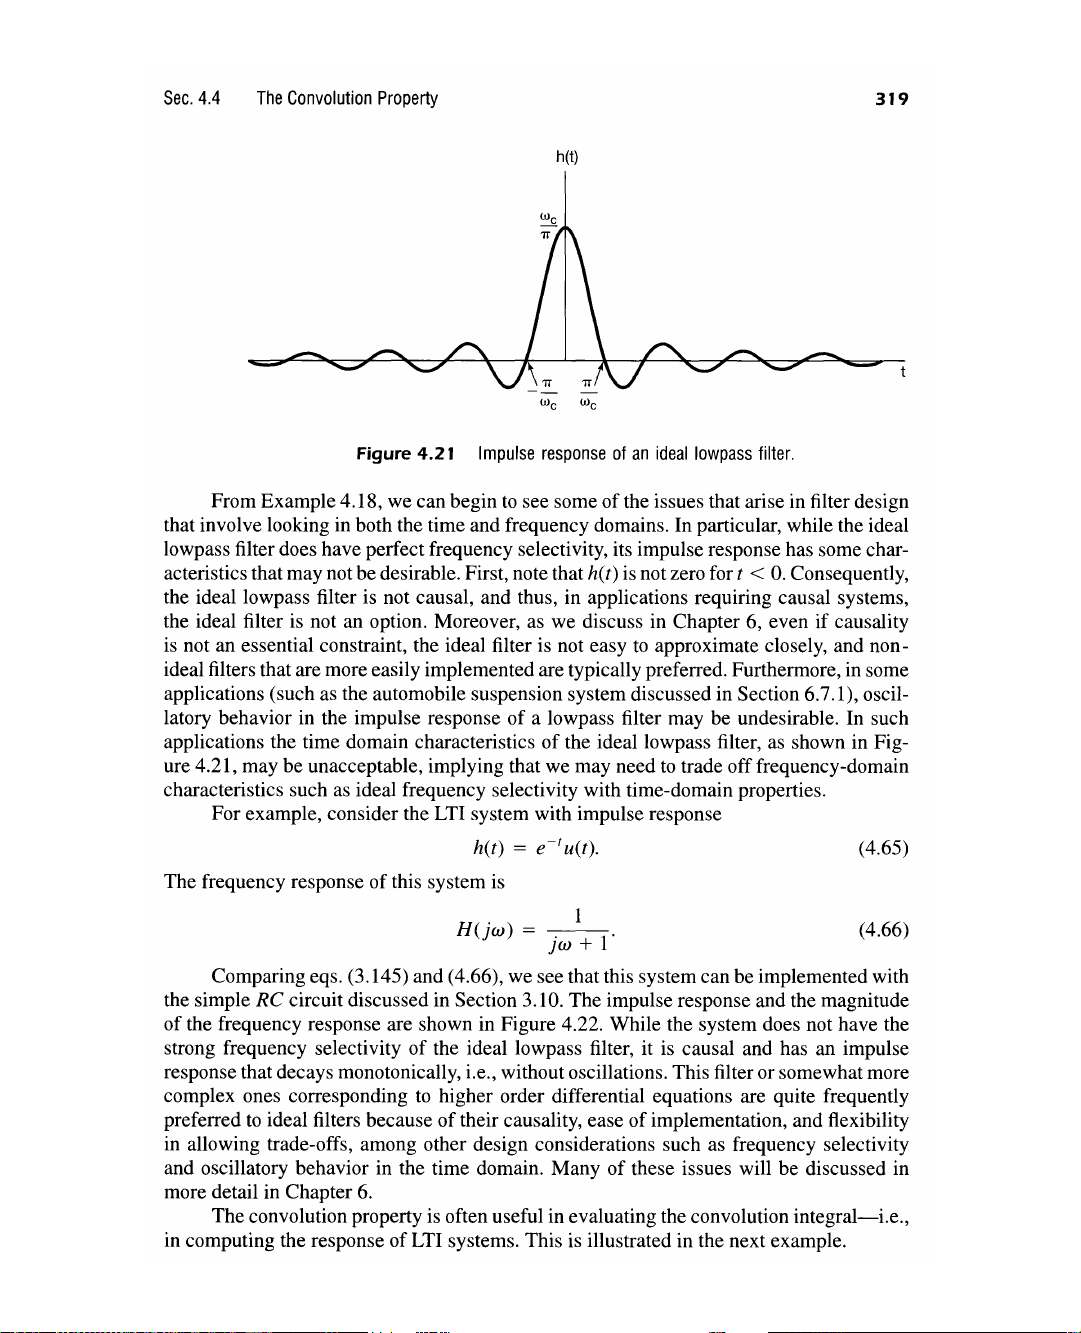 Sec. 4.4 The Convolution Property 319
h(t)
ωc
π
t
π π
− ωc ωc
Figure 4.21 Impulse response of an ideal lowpass filter.
From Example 4.18, we can begin to see some of the issues that arise in filter design
that involve looking in both the time and frequency domains. In particular, while the ideal
lowpass filter does have perfect frequency selectivity, its impulse response has some char-
acteristics that may not be desirable. First, note that h(t) is not zero for t < 0. Consequently,
the ideal lowpass filter is not causal, and thus, in applications requiring causal systems,
the ideal filter is not an option. Moreover, as we discuss in Chapter 6, even if causality
is not an essential constraint, the ideal filter is not easy to approximate closely, and non-
ideal filters that are more easily implemented are typically preferred. Furthermore, in some
applications (such as the automobile suspension system discussed in Section 6.7.1), oscil-
latory behavior in the impulse response of a lowpass filter may be undesirable. In such
applications the time domain characteristics of the ideal lowpass filter, as shown in Fig-
ure 4.21, may be unacceptable, implying that we may need to trade off frequency-domain
characteristics such as ideal frequency selectivity with time-domain properties.
For example, consider the LTI system with impulse response
h(t) = e^{-t}u(t). (4.65)
The frequency response of this system is
H(jω) = 1 / (jω + 1). (4.66)
Comparing eqs. (3.145) and (4.66), we see that this system can be implemented with
the simple RC circuit discussed in Section 3.10. The impulse response and the magnitude
of the frequency response are shown in Figure 4.22. While the system does not have the
strong frequency selectivity of the ideal lowpass filter, it is causal and has an impulse
response that decays monotonically, i.e., without oscillations. This filter or somewhat more
complex ones corresponding to higher order differential equations are quite frequently
preferred to ideal filters because of their causality, ease of implementation, and flexibility
in allowing trade-offs, among other design considerations such as frequency selectivity
and oscillatory behavior in the time domain. Many of these issues will be discussed in
more detail in Chapter 6.
The convolution property is often useful in evaluating the convolution integral—i.e.,
in computing the response of LTI systems. This is illustrated in the next example.